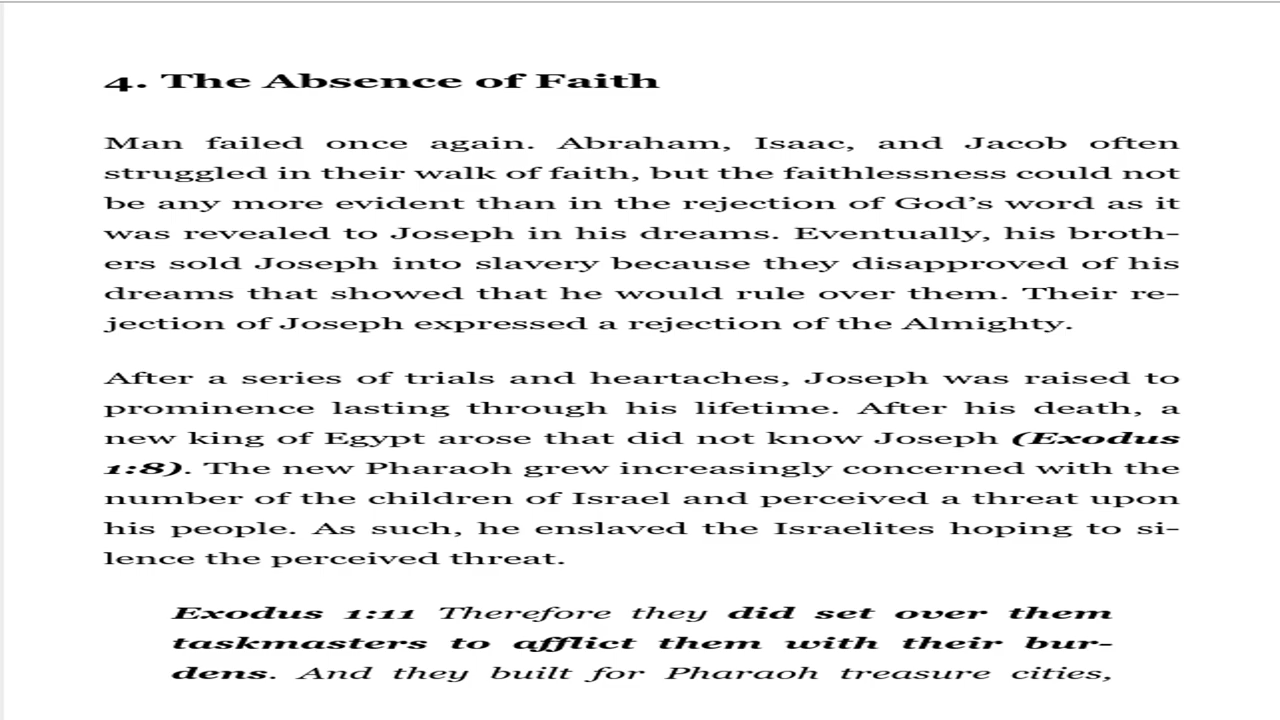 4. The Absence of Faith
Man failed once again. Abraham, Isaac, and Jacob often
struggled in their walk of faith, but the faithlessness could not
be any more evident than in the rejection of God’s word as it
was revealed to Joseph in his dreams. Eventually, his broth-
ers sold Joseph into slavery because they disapproved of his
dreams that showed that he would rule over them. Their re-
jection of Joseph expressed a rejection of the Almighty.
After a series of trials and heartaches, Joseph was raised to
prominence lasting through his lifetime. After his death, a
new king of Egypt arose that did not know Joseph (Exodus
1:8). The new Pharaoh grew increasingly concerned with the
number of the children of Israel and perceived a threat upon
his people. As such, he enslaved the Israelites hoping to si-
lence the perceived threat.
Exodus 1:11 Therefore they did set over them
taskmasters to afflict them with their bur-
dens. And they built for Pharaoh treasure cities,